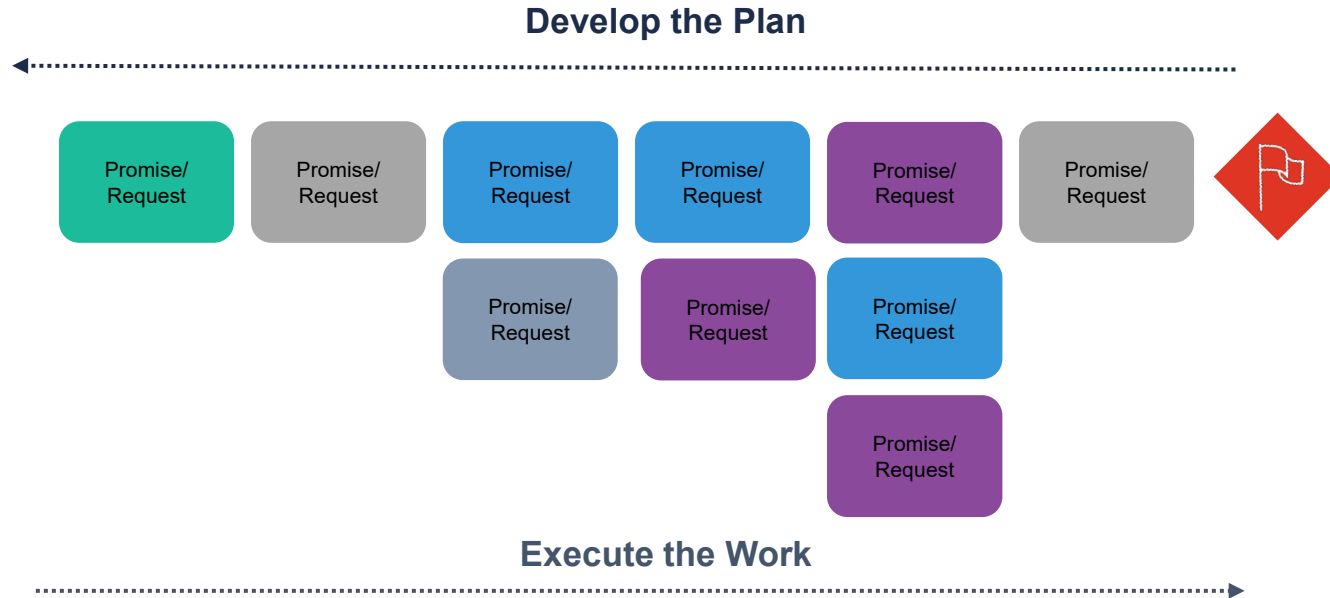 Develop the Plan
Promise/
Request
Promise/
Request
Promise/
Request
Promise/
Request
Promise/
Request
Promise/
Request
Promise/
Request
Promise/
Request
Promise/
Request
Promise/
Request
Execute the Work